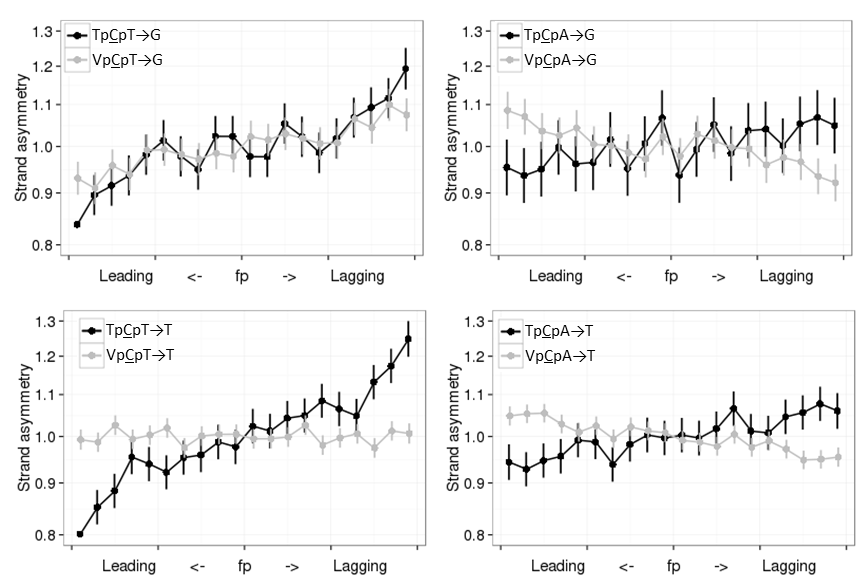 TpCpT→G
VpCpT→G
1.3
1.2
1.1
1.0
0.9
0.8
Strand asymmetry
Leading <- fp -> Lagging
TpCpA→G
VpCpA→G
1.3
1.2
1.1
1.0
0.9
0.8
Strand asymmetry
Leading <- fp -> Lagging
TpCpT→T
VpCpT→T
1.3
1.2
1.1
1.0
0.9
0.8
Strand asymmetry
Leading <- fp -> Lagging
TpCpA→T
VpCpA→T
1.3
1.2
1.1
1.0
0.9
0.8
Strand asymmetry
Leading <- fp -> Lagging